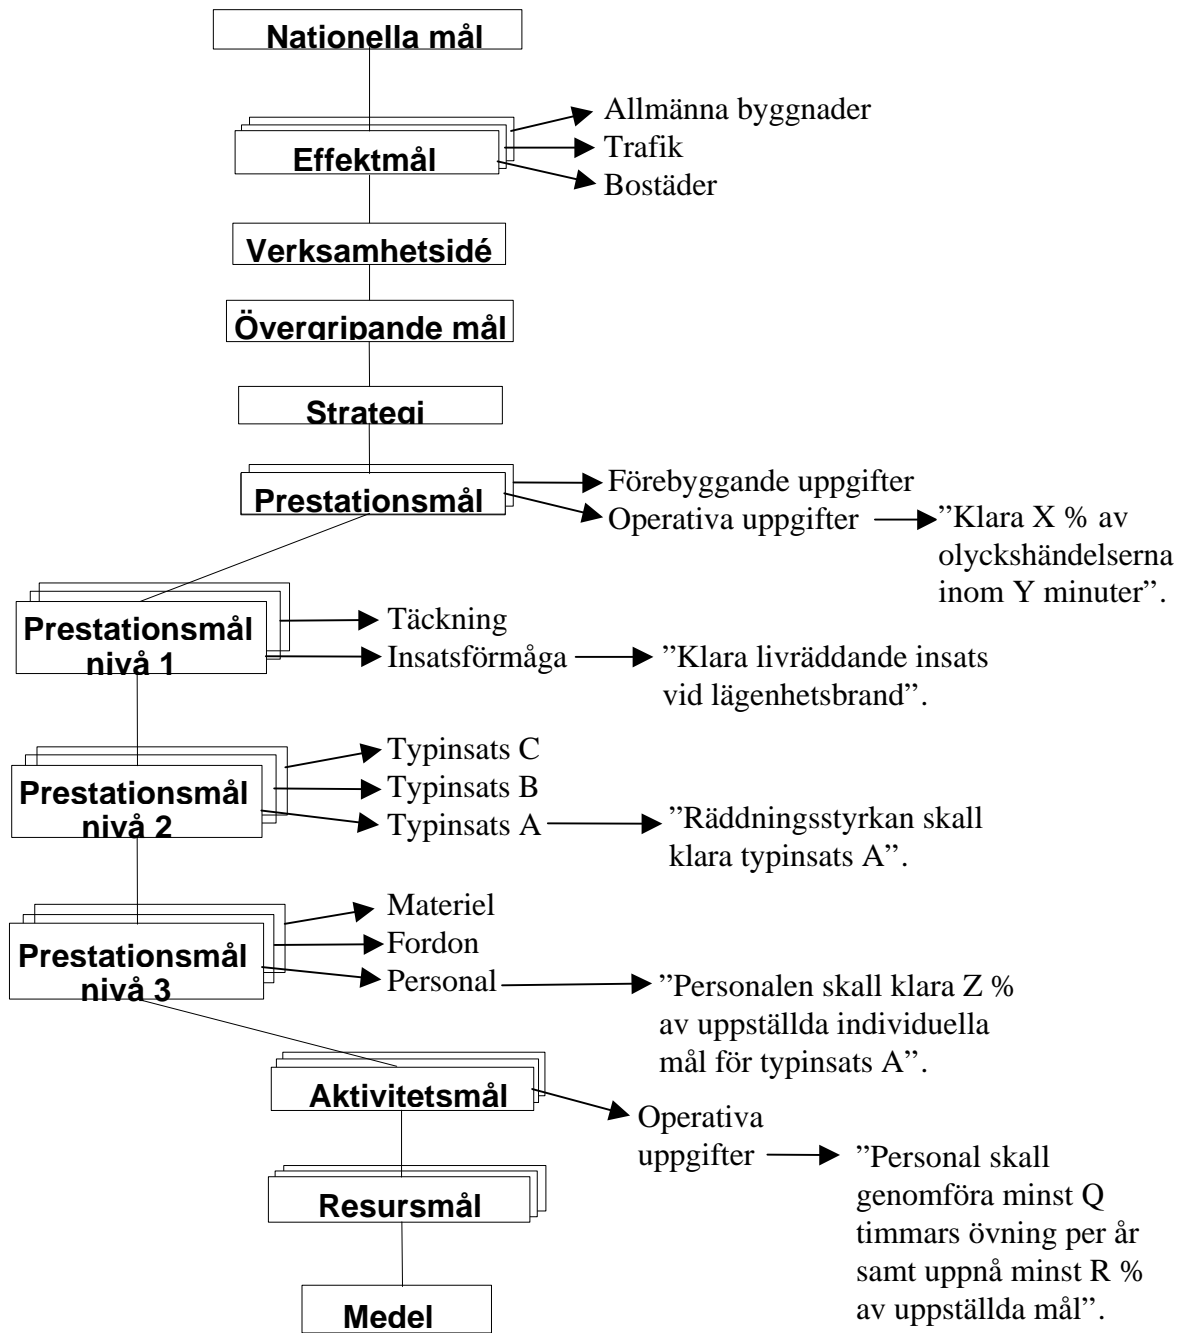 Nationella mål
Allmänna byggnader
Trafik
Effektmål
Bostäder
Verksamhetsidé
Övergripande mål
Strategi
Prestationsmål
Förebyggande uppgifter
Operativa uppgifter
”Klara X % av
olyckshändelserna
inom Y minuter”.
Prestationsmål
nivå 1
Täckning
Insatsförmåga
”Klara livräddande insats
vid lägenhetsbrand”.
Prestationsmål
nivå 2
Typinsats C
Typinsats B
Typinsats A
”Räddningsstyrkan skall
klara typinsats A”.
Prestationsmål
nivå 3
Materiel
Fordon
Personal
”Personalen skall klara Z %
av uppställda individuella
mål för typinsats A”.
Aktivitetsmål
Operativa
uppgifter
”Personal skall
genomföra minst Q
timmars övning per år
samt uppnå minst R %
av uppställda mål”.
Resursmål
Medel